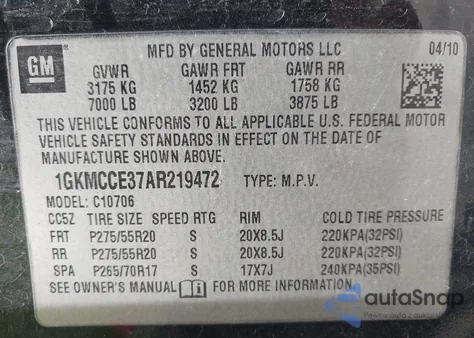 GM
MFD BY GENERAL MOTORS LLC 04/10
GVWR GAWR FRT GAWR RR
3175 KG 1452 KG 1758 KG
7000 LB 3200 LB 3875 LB
THIS VEHICLE CONFORMS TO ALL APPLICABLE U.S. FEDERAL MOTOR
VEHICLE SAFETY STANDARDS IN EFFECT ON THE DATE OF
MANUFACTURE SHOWN ABOVE.
1GKMCCE37AR219472 TYPE: M.P.V.
MODEL: C10706
CC5Z TIRE SIZE SPEED RTG RIM
FRT P275/55R20 S 20X8.5J 220KPA(32PSI)
RR P275/55R20 S 20X8.5J 220KPA(32PSI)
SPA P265/70R17 S 17X7J 240KPA(35PSI)
SEE OWNER'S MANUAL FOR MORE INFORMATION.
autoSnap